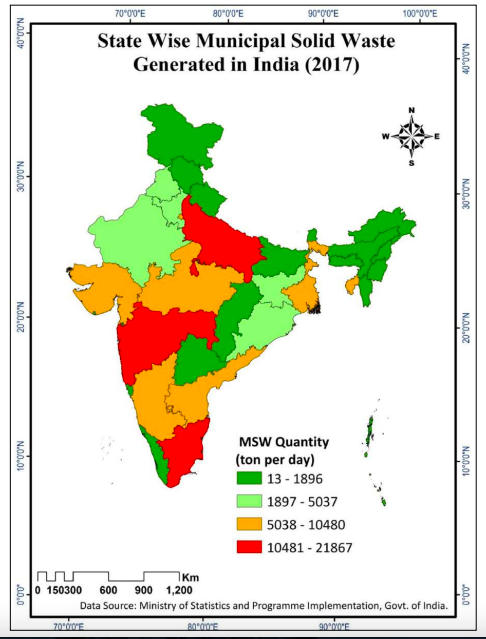 70°0'0"E 80°0'0"E 90°0'0"E 100°0'0"E
State Wise Municipal Solid Waste
Generated in India (2017)
40°0'0"N 40°0'0"N
N
W E
S
30°0'0"N 30°0'0"N
20°0'0"N 20°0'0"N
MSW Quantity
(ton per day)
13 - 1896
1897 - 5037
5038 - 10480
10481 - 21867
10°0'0"N 10°0'0"N
Km
0 150300 600 900 1,200
0°0'0" 0°0'0"
Data Source: Ministry of Statistics and Programme Implementation, Govt. of India.
70°0'0"E 80°0'0"E 90°0'0"E